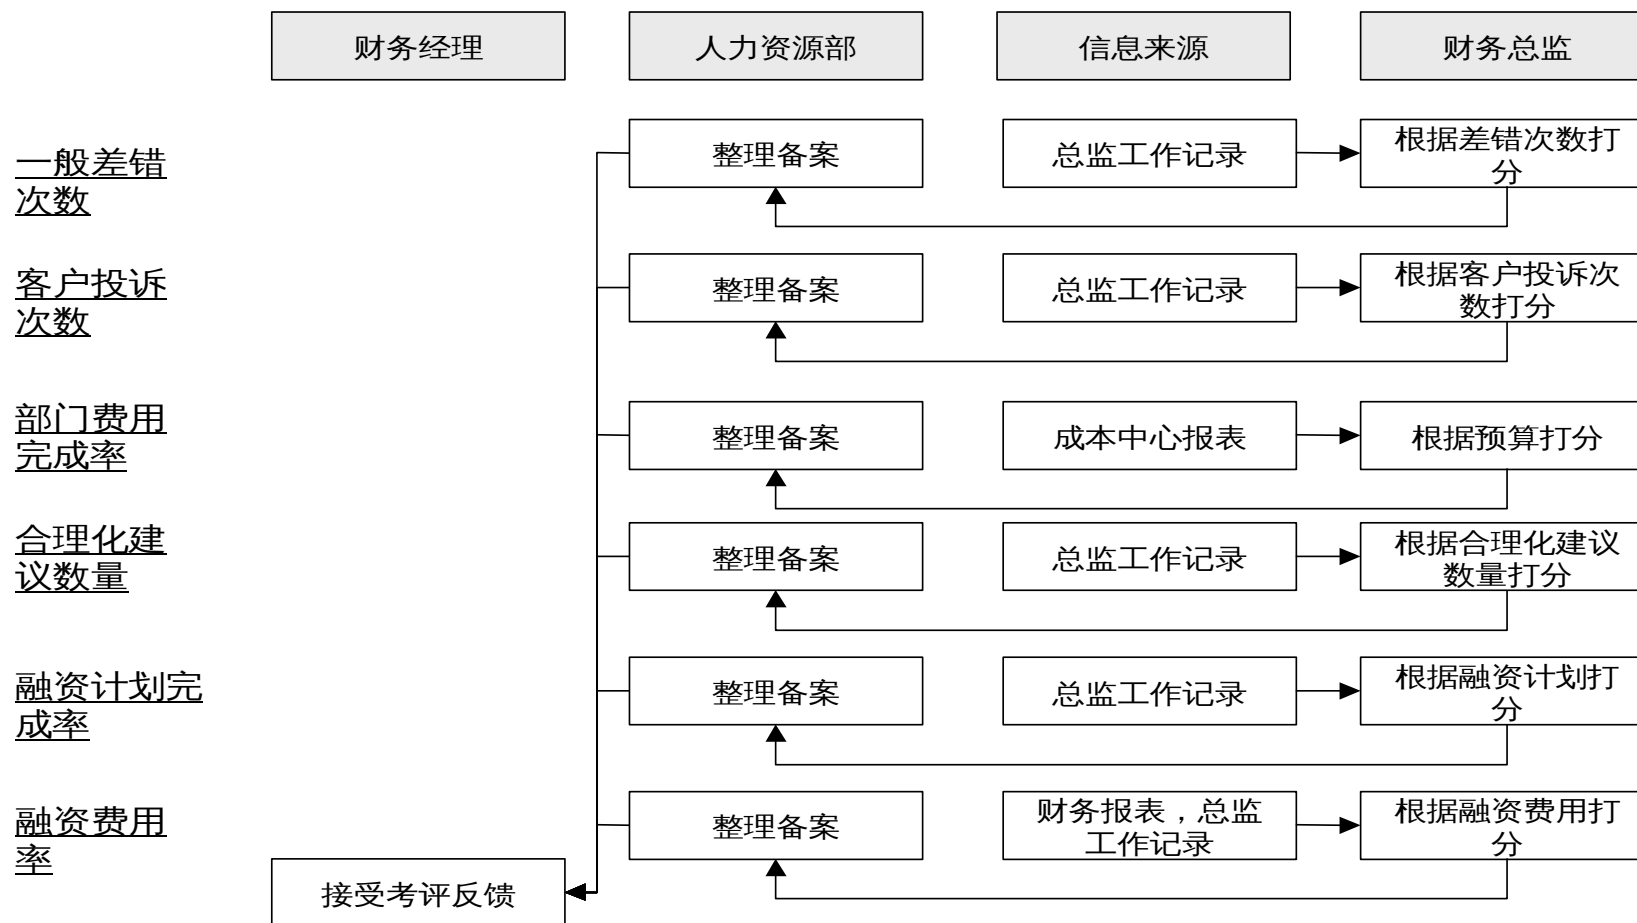 财务经理
人力资源部
信息来源
财务总监
一般差错
次数
整理备案
总监工作记录
根据差错次数打
分
客户投诉
次数
整理备案
总监工作记录
根据客户投诉次
数打分
部门费用
完成率
整理备案
成本中心报表
根据预算打分
合理化建
议数量
整理备案
总监工作记录
根据合理化建议
数量打分
融资计划完
成率
整理备案
总监工作记录
根据融资计划打
分
融资费用
率
整理备案
财务报表，总监
工作记录
根据融资费用打
分
接受考评反馈